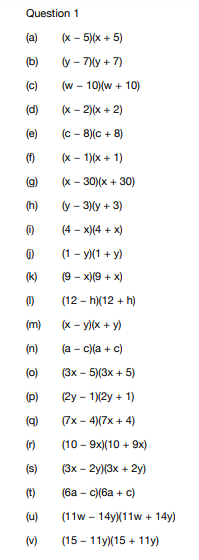 Question 1
(a) (x – 5)(x + 5)
(b) (y – 7)(y + 7)
(c) (w – 10)(w + 10)
(d) (x – 2)(x + 2)
(e) (c – 8)(c + 8)
(f) (x – 1)(x + 1)
(g) (x – 30)(x + 30)
(h) (y – 3)(y + 3)
(i) (4 – x)(4 + x)
(j) (1 – y)(1 + y)
(k) (9 – x)(9 + x)
(l) (12 – h)(12 + h)
(m) (x – y)(x + y)
(n) (a – c)(a + c)
(o) (3x – 5)(3x + 5)
(p) (2y – 1)(2y + 1)
(q) (7x – 4)(7x + 4)
(r) (10 – 9x)(10 + 9x)
(s) (3x – 2y)(3x + 2y)
(t) (6a – c)(6a + c)
(u) (11w – 14y)(11w + 14y)
(v) (15 – 11y)(15 + 11y)